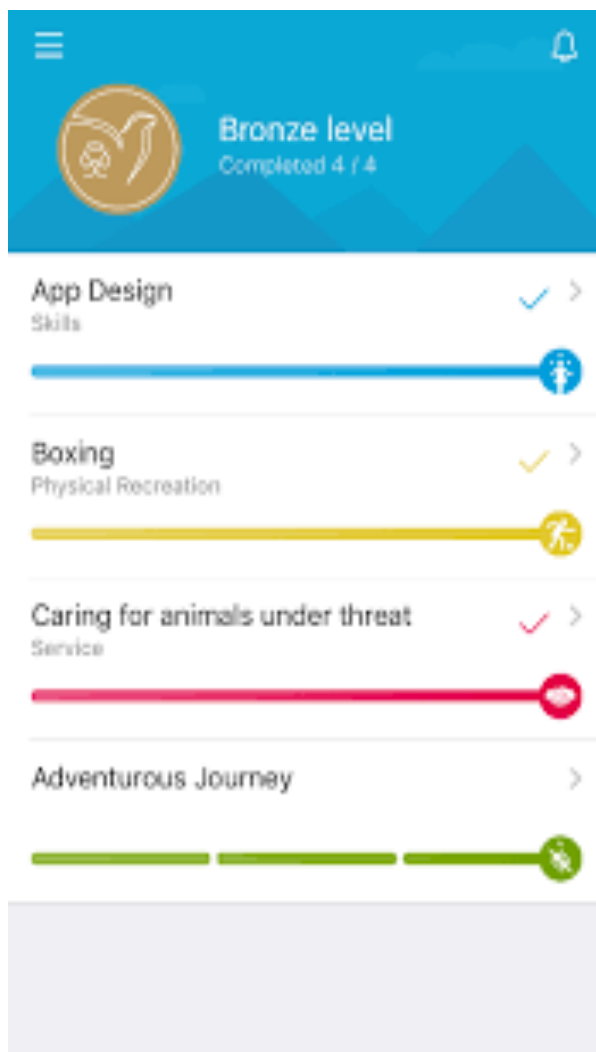 Bronze level
Completed 4 / 4
App Design
Skills
Boxing
Physical Recreation
Caring for animals under threat
Service
Adventurous Journey